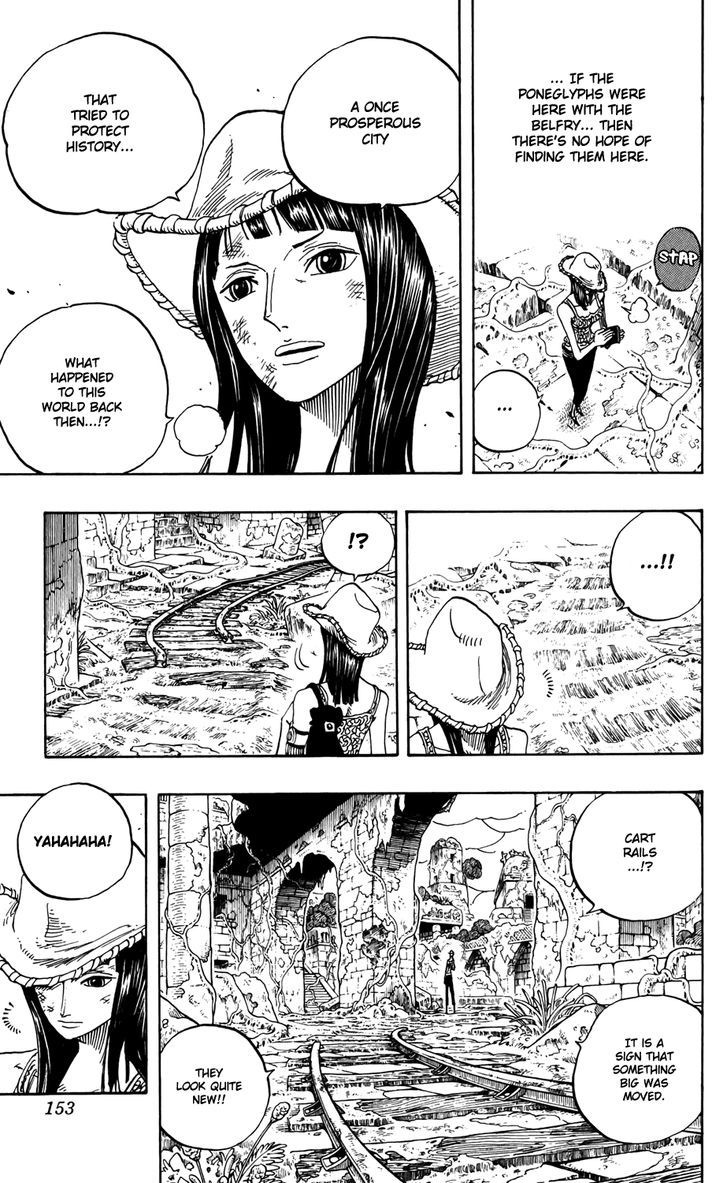 ... IF THE
PONEGLYPHS WERE
HERE WITH THE
BELFRY... THEN
THERE'S NO HOPE OF
FINDING THEM HERE.
STAP
...
A ONCE
PROSPEROUS
CITY
THAT
TRIED TO
PROTECT
HISTORY...
WHAT
HAPPENED
TO THIS
WORLD BACK
THEN...!?
...!!
!?
CART
RAILS
...!?
IT IS A
SIGN THAT
SOMETHING
BIG WAS
MOVED.
THEY
LOOK QUITE
NEW!!
YAHAHAHA!
153